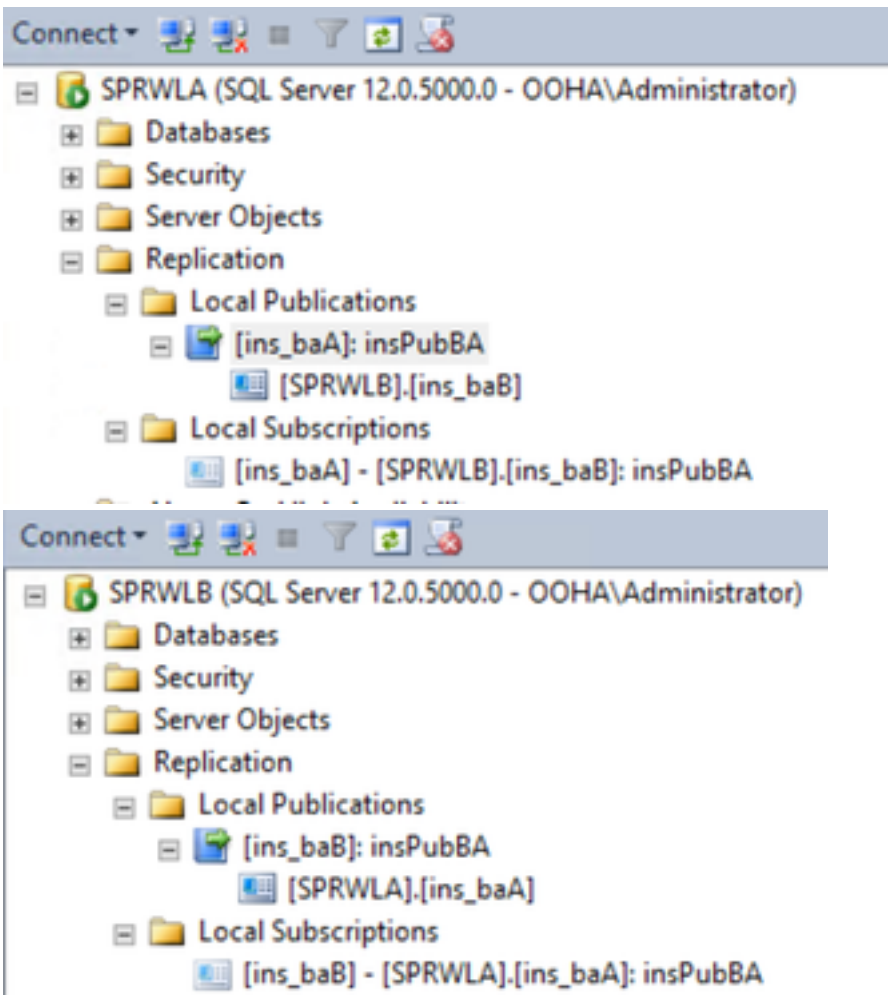 Connect
SPRWLA (SQL Server 12.0.5000.0 - OOHA\Administrator)
Databases
Security
Server Objects
Replication
Local Publications
[ins_baA]: insPubBA
[SPRWLB].[ins_baB]
Local Subscriptions
[ins_baA] - [SPRWLB].[ins_baB]: insPubBA
Connect
SPRWLB (SQL Server 12.0.5000.0 - OOHA\Administrator)
Databases
Security
Server Objects
Replication
Local Publications
[ins_baB]: insPubBA
[SPRWLA].[ins_baA]
Local Subscriptions
[ins_baB] - [SPRWLA].[ins_baA]: insPubBA